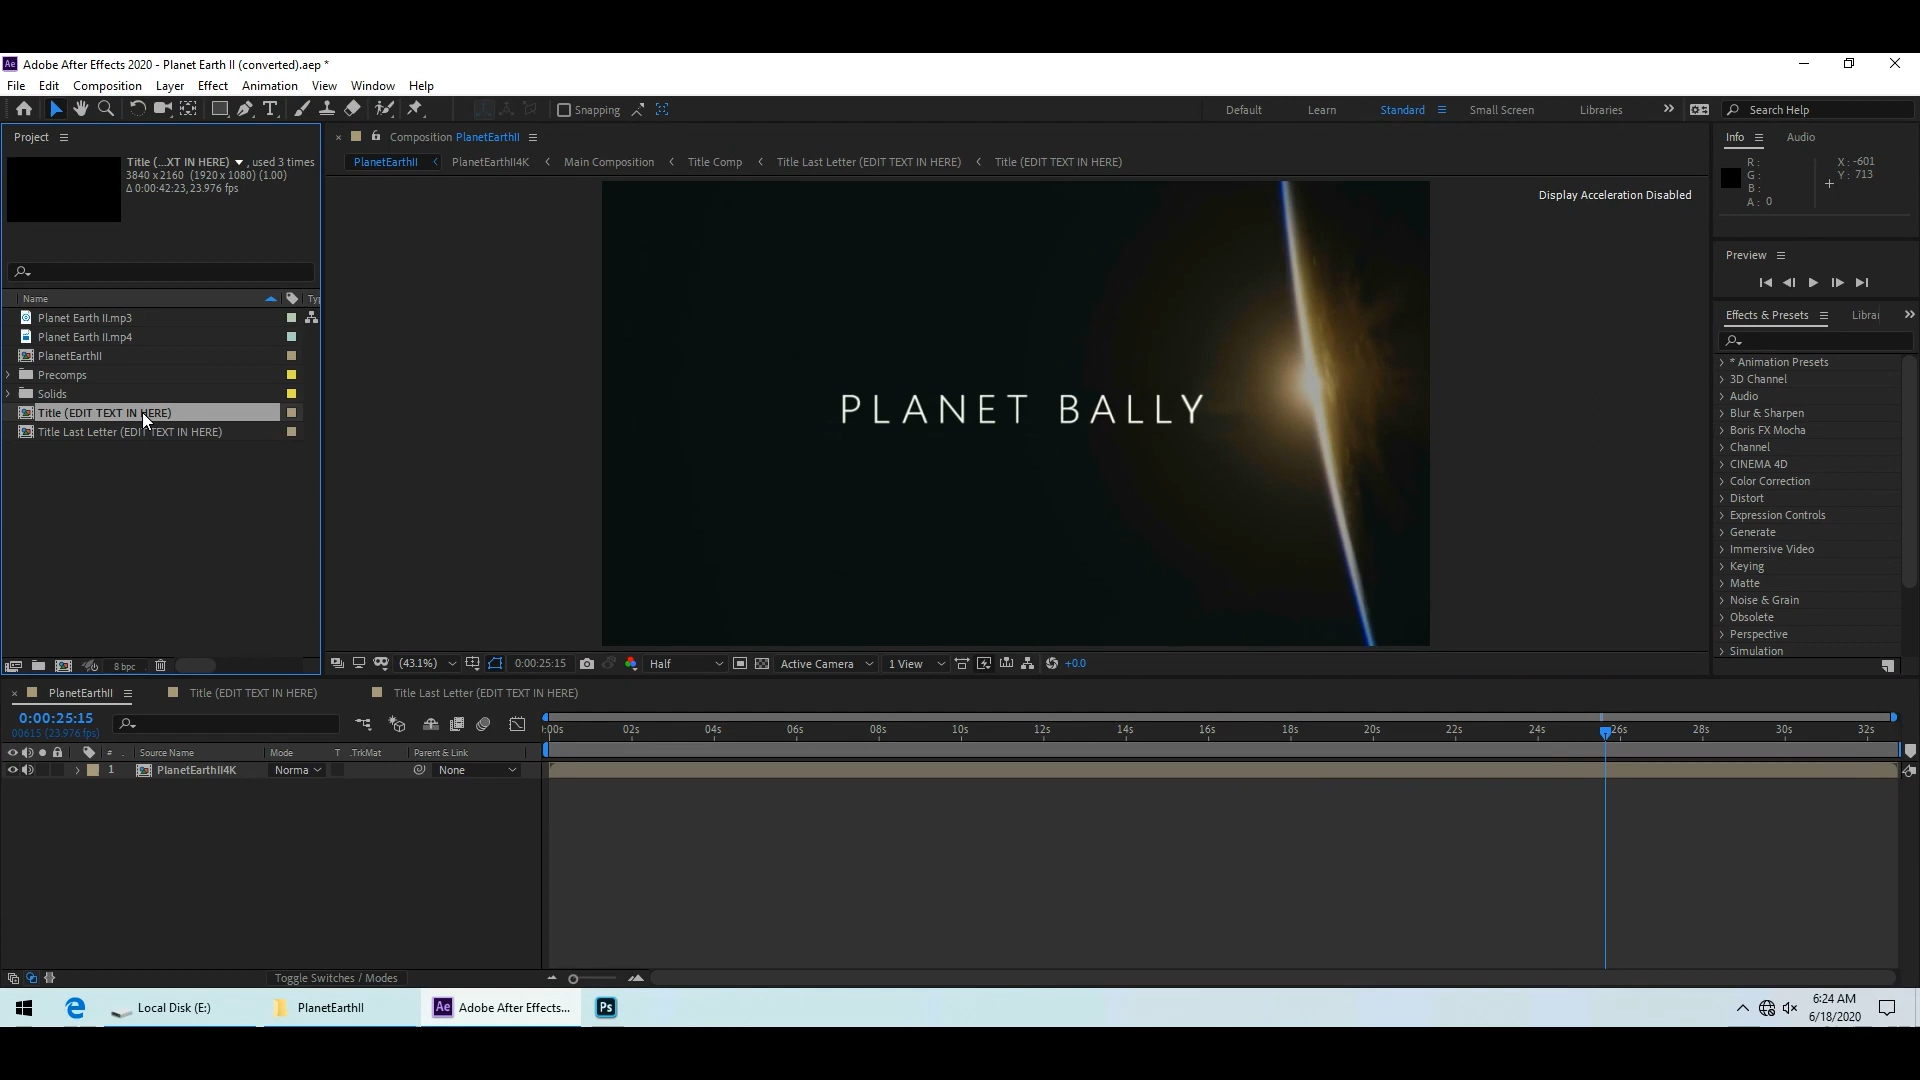 Ae Adobe After Effects 2020 - Planet Earth II (converted).aep *
File Edit Composition Layer Effect Animation View Window Help
Snapping Default Learn Standard Small Screen Libraries Search Help
Project
Title (...XT IN HERE) , used 3 times
3840 x 2160 (1920 x 1080) (1.00)
Δ 0:00:42:23, 23.976 fps
Name Typ
Planet Earth II.mp3
Planet Earth II.mp4
PlanetEarthII
Precomps
Solids
Title (EDIT TEXT IN HERE)
Title Last Letter (EDIT TEXT IN HERE)
8 bpc
Composition PlanetEarthII
PlanetEarthII PlanetEarthII4K Main Composition Title Comp Title Last Letter (EDIT TEXT IN HERE) Title (EDIT TEXT IN HERE)
Display Acceleration Disabled
PLANET BALLY
(43.1%) 0:00:25:15 Half Active Camera 1 View +0.0
Info Audio
R :
G :
B :
A : 0
X : -601
Y : 713
Preview
Effects & Presets Librai
* Animation Presets
3D Channel
Audio
Blur & Sharpen
Boris FX Mocha
Channel
CINEMA 4D
Color Correction
Distort
Expression Controls
Generate
Immersive Video
Keying
Matte
Noise & Grain
Obsolete
Perspective
Simulation
PlanetEarthII Title (EDIT TEXT IN HERE) Title Last Letter (EDIT TEXT IN HERE)
0:00:25:15
00615 (23.976 fps)
:00s 02s 04s 06s 08s 10s 12s 14s 16s 18s 20s 22s 24s 26s 28s 30s 32s
# Source Name Mode T .TrkMat Parent & Link
1 PlanetEarthII4K Norma None
Toggle Switches / Modes
Local Disk (E:) PlanetEarthII Ae Adobe After Effects... Ps
6:24 AM
6/18/2020